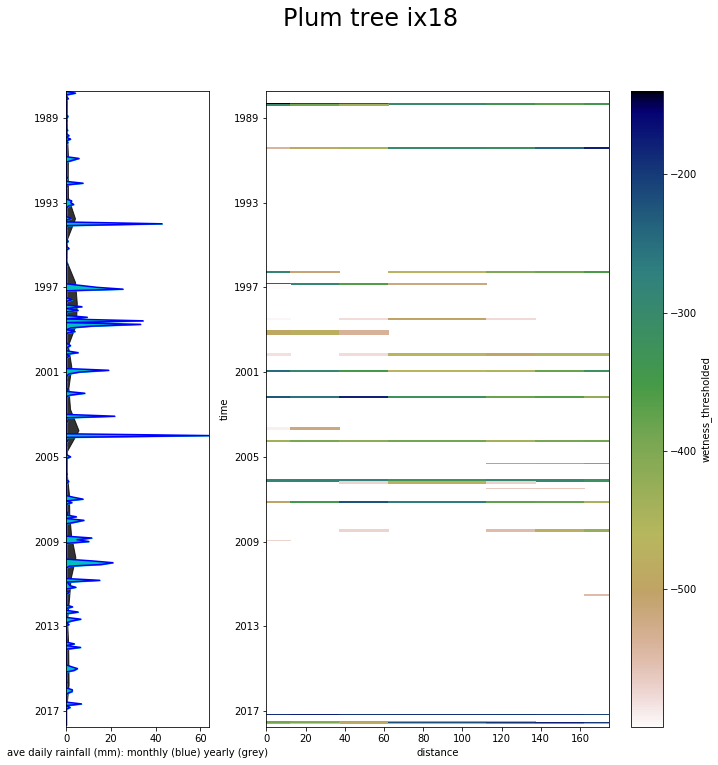 Plum tree ix18
1989
1993
1997
2001
2005
2009
2013
2017
0 20 40 60
ave daily rainfall (mm): monthly (blue) yearly (grey)
time
1989
1993
1997
2001
2005
2009
2013
2017
0 20 40 60 80 100 120 140 160
distance
−200
−300
−400
−500
wetness_thresholded